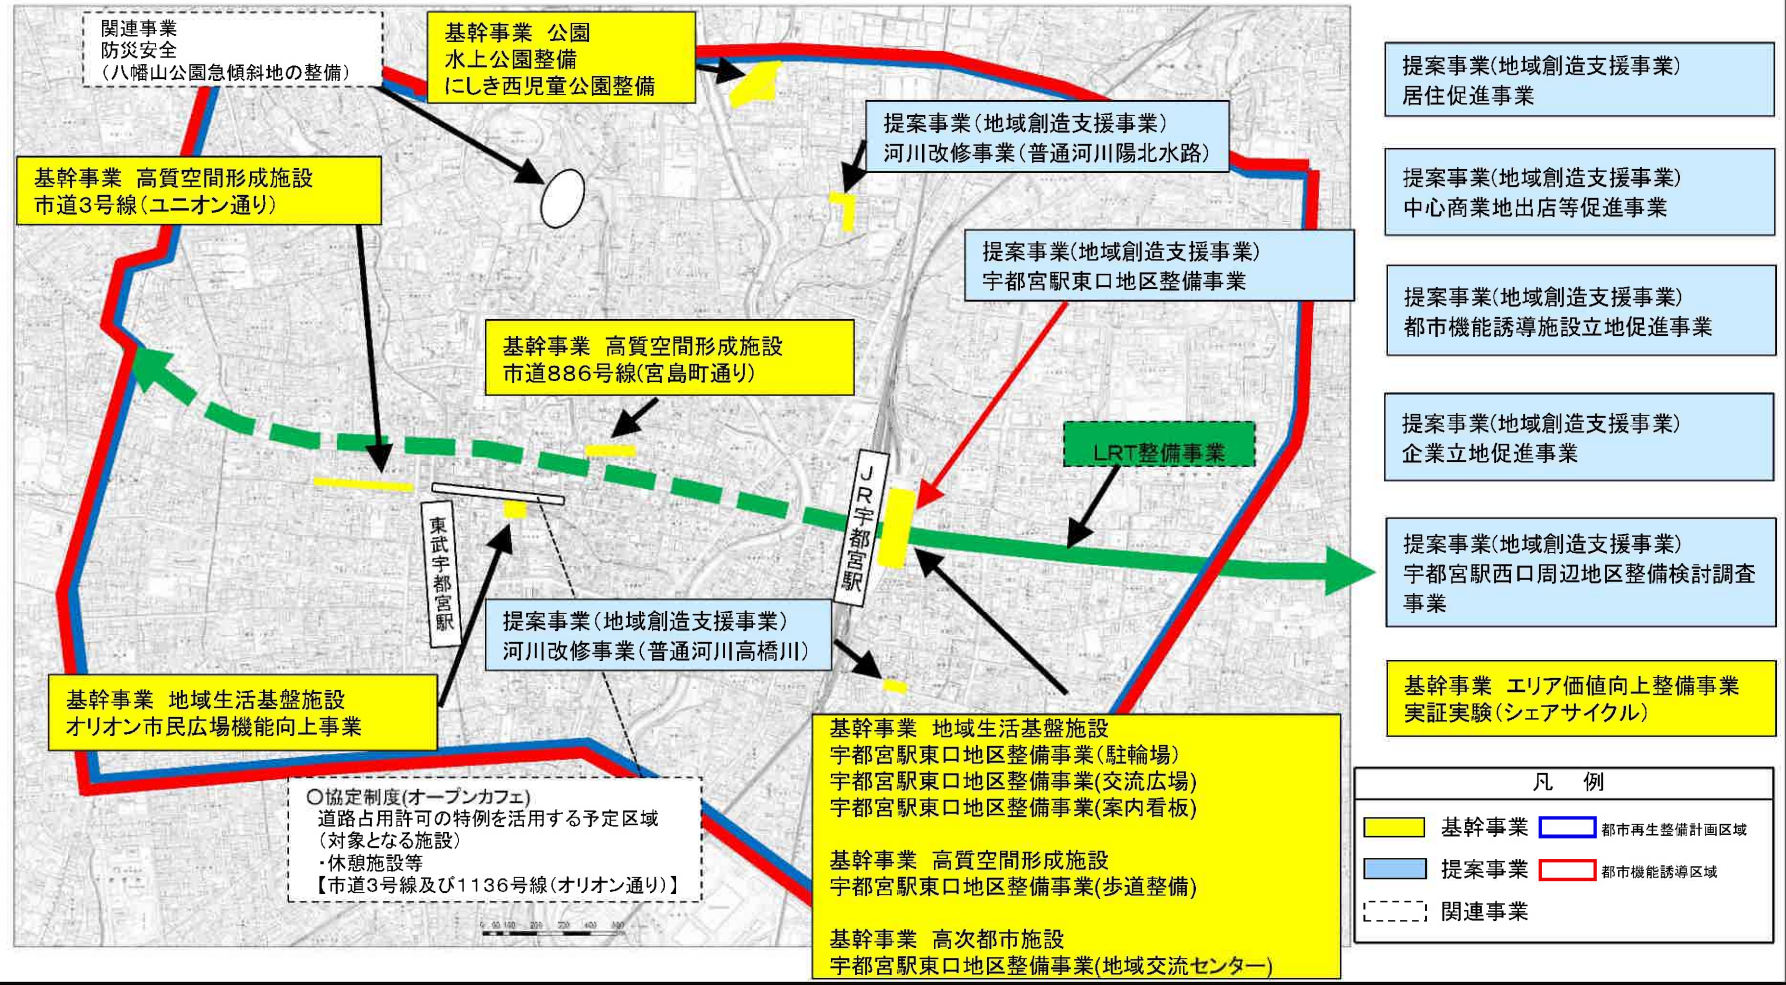 関連事業
防災安全
（八幡山公園急傾斜地の整備）
基幹事業 公園
水上公園整備
にしき西児童公園整備
提案事業(地域創造支援事業)
河川改修事業(普通河川陽北水路)
基幹事業 高質空間形成施設
市道3号線(ユニオン通り)
提案事業(地域創造支援事業)
宇都宮駅東口地区整備事業
基幹事業 高質空間形成施設
市道886号線(宮島町通り)
LRT整備事業
JR宇都宮駅
東武宇都宮駅
提案事業(地域創造支援事業)
河川改修事業(普通河川高橋川)
基幹事業 地域生活基盤施設
オリオン市民広場機能向上事業
○協定制度(オープンカフェ)
道路占用許可の特例を活用する予定区域
(対象となる施設)
・休憩施設等
【市道3号線及び1136号線(オリオン通り)】
基幹事業 地域生活基盤施設
宇都宮駅東口地区整備事業(駐輪場)
宇都宮駅東口地区整備事業(交流広場)
宇都宮駅東口地区整備事業(案内看板)
基幹事業 高質空間形成施設
宇都宮駅東口地区整備事業(歩道整備)
基幹事業 高次都市施設
宇都宮駅東口地区整備事業(地域交流センター)
提案事業(地域創造支援事業)
居住促進事業
提案事業(地域創造支援事業)
中心商業地出店等促進事業
提案事業(地域創造支援事業)
都市機能誘導施設立地促進事業
提案事業(地域創造支援事業)
企業立地促進事業
提案事業(地域創造支援事業)
宇都宮駅西口周辺地区整備検討調査
事業
基幹事業 エリア価値向上整備事業
実証実験(シェアサイクル)
凡 例
基幹事業 都市再生整備計画区域
提案事業 都市機能誘導区域
関連事業